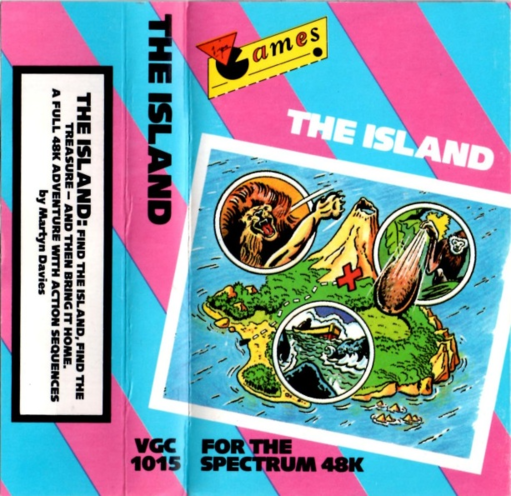 THE ISLAND: FIND THE ISLAND, FIND THE
TREASURE — AND THEN BRING IT HOME.
A FULL 48K ADVENTURE WITH ACTION SEQUENCES
by Martyn Davies
THE ISLAND
VGC
1015
Games
THE ISLAND
FOR THE
SPECTRUM 48K